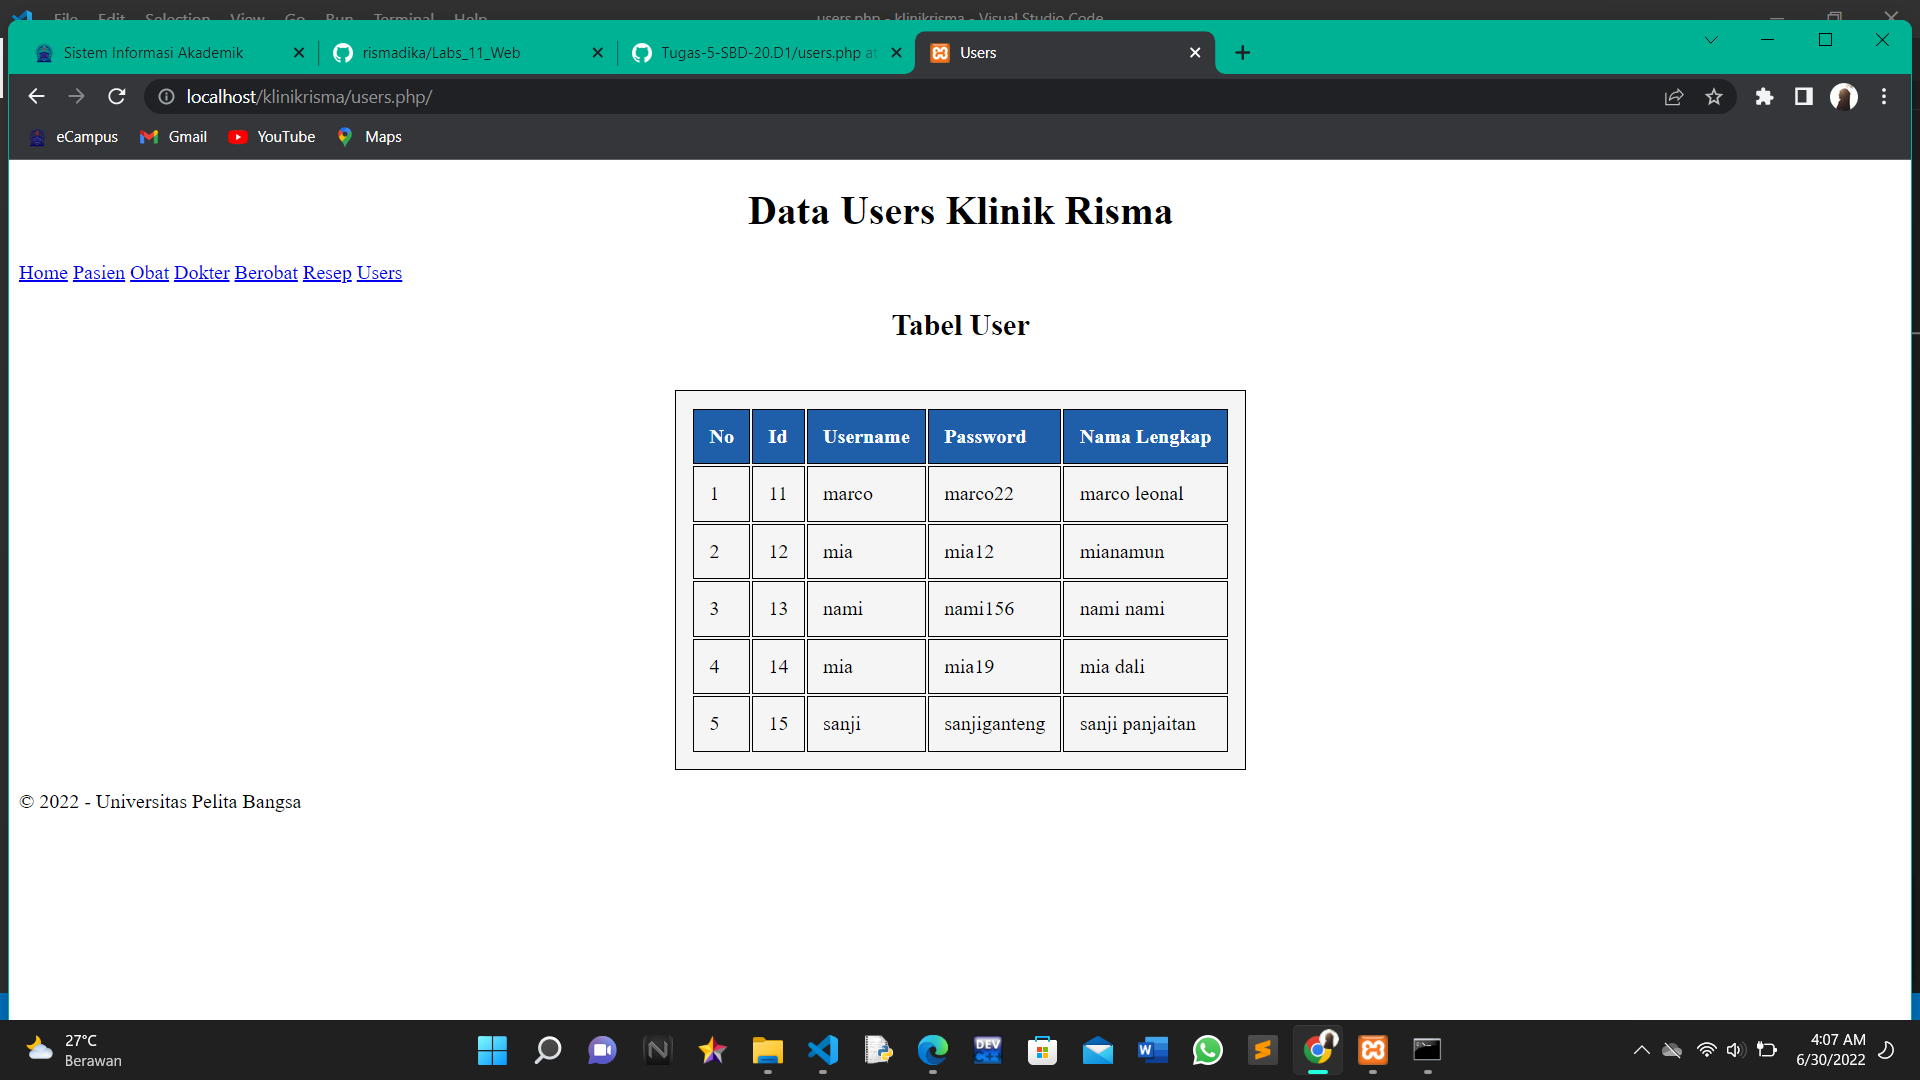 File Edit Selection View Go Run Terminal Help users.php - klinikrisma - Visual Studio Code
Sistem Informasi Akademik rismadika/Labs_11_Web Tugas-5-SBD-20.D1/users.php at Users
localhost/klinikrisma/users.php/
eCampus Gmail YouTube Maps
Data Users Klinik Risma
Home Pasien Obat Dokter Berobat Resep Users
Tabel User
No Id Username Password Nama Lengkap
1 11 marco marco22 marco leonal
2 12 mia mia12 mianamun
3 13 nami nami156 nami nami
4 14 mia mia19 mia dali
5 15 sanji sanjiganteng sanji panjaitan
© 2022 - Universitas Pelita Bangsa
27°C
Berawan
DEV
4:07 AM
6/30/2022